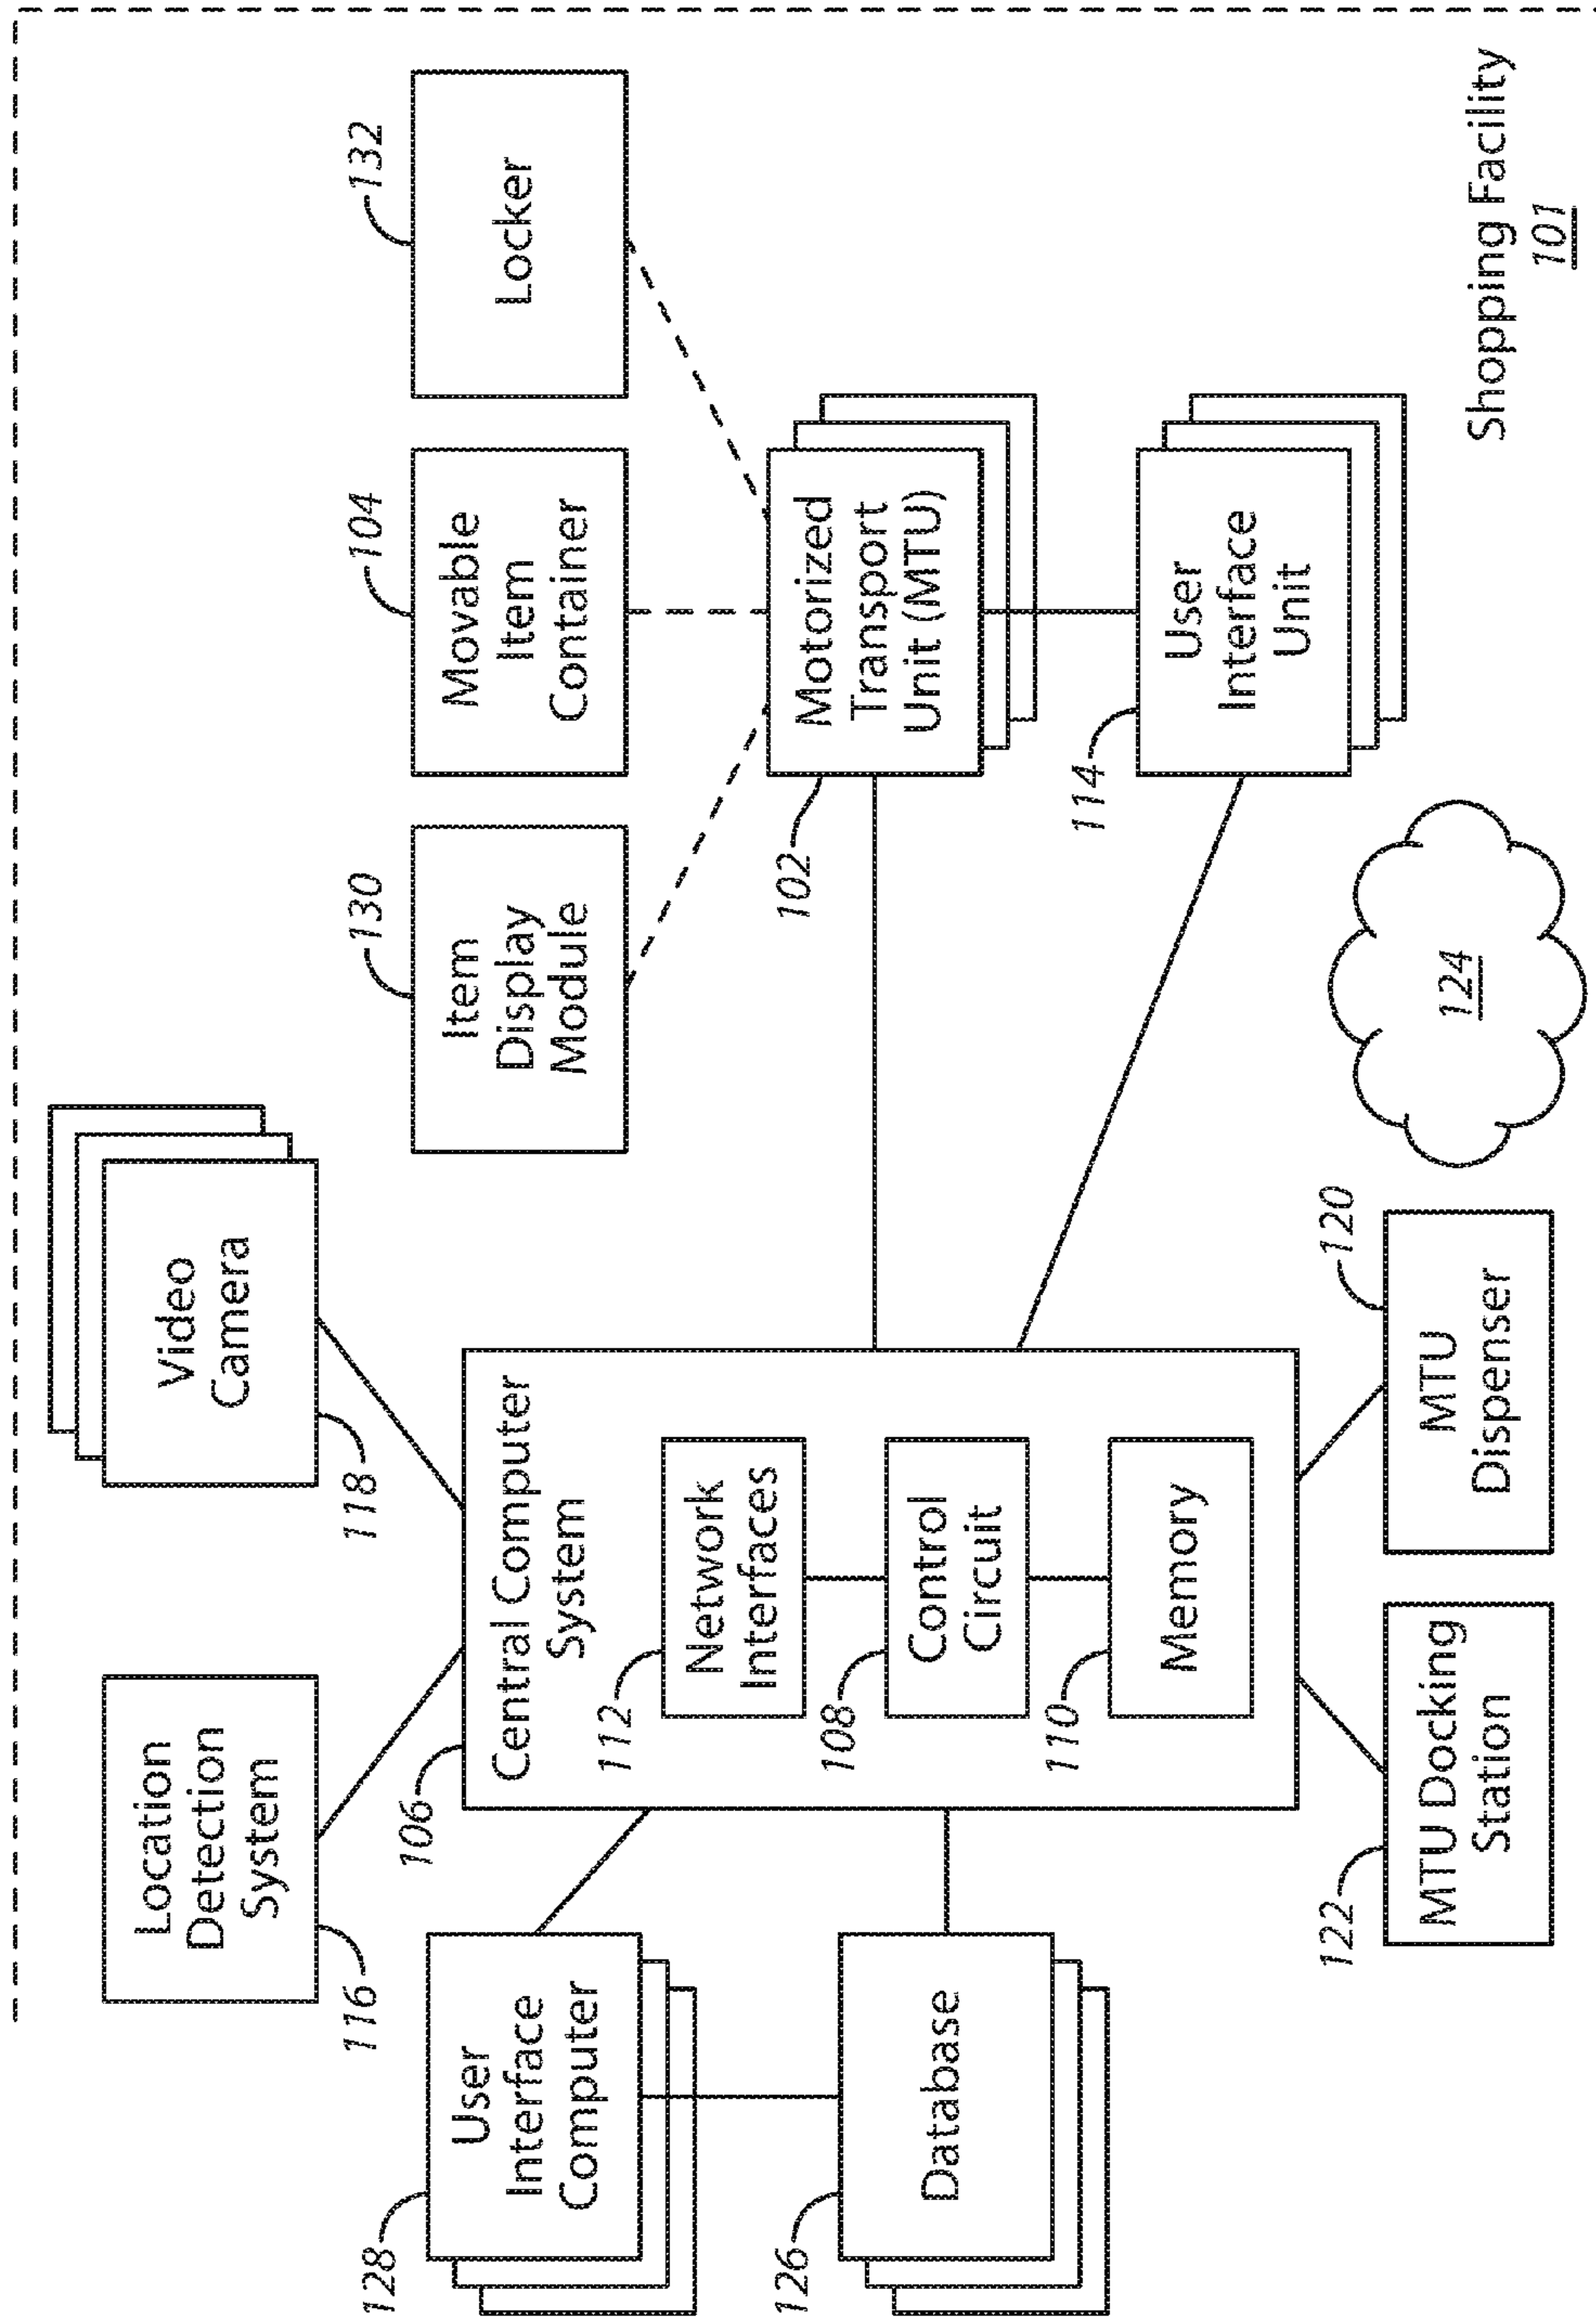 116
Location
Detection
System
118
Video
Camera
130
Item
Display
Module
104
Movable
Item
Container
132
Locker
128
User
Interface
Computer
106
Central Computer
System
112
Network
Interfaces
108
Control
Circuit
110
Memory
102
Motorized
Transport
Unit (MTU)
126
Database
114
User
Interface
Unit
122
MTU Docking
Station
120
MTU
Dispenser
124
Shopping Facility
101